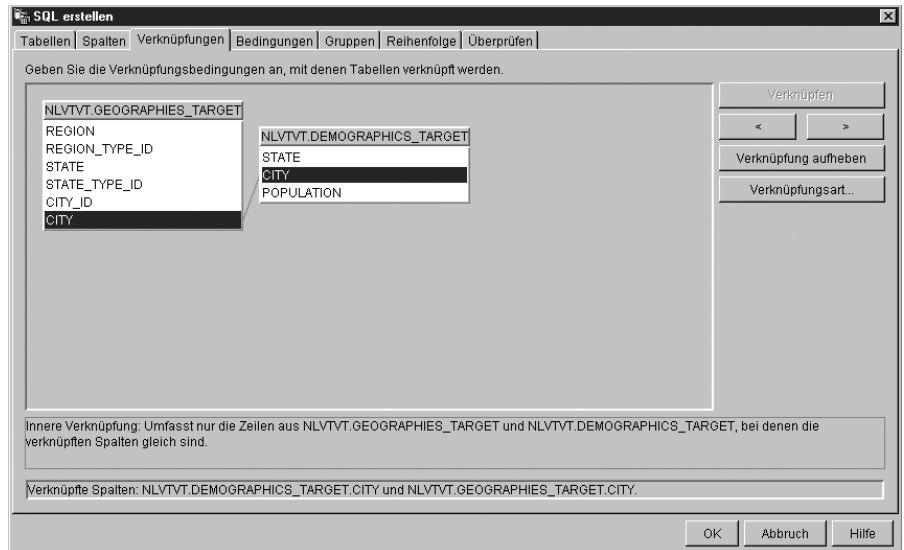 SQL erstellen
Tabellen Spalten Verknüpfungen Bedingungen Gruppen Reihenfolge Überprüfen
Geben Sie die Verknüpfungsbedingungen an, mit denen Tabellen verknüpft werden.
NLVTVT.GEOGRAPHIES_TARGET
REGION
REGION_TYPE_ID
STATE
STATE_TYPE_ID
CITY_ID
CITY
NLVTVT.DEMOGRAPHICS_TARGET
STATE
CITY
POPULATION
Verknüpfen
< >
Verknüpfung aufheben
Verknüpfungsart...
Innere Verknüpfung: Umfasst nur die Zeilen aus NLVTVT.GEOGRAPHIES_TARGET und NLVTVT.DEMOGRAPHICS_TARGET, bei denen die
verknüpften Spalten gleich sind.
Verknüpfte Spalten: NLVTVT.DEMOGRAPHICS_TARGET.CITY und NLVTVT.GEOGRAPHIES_TARGET.CITY.
OK Abbruch Hilfe